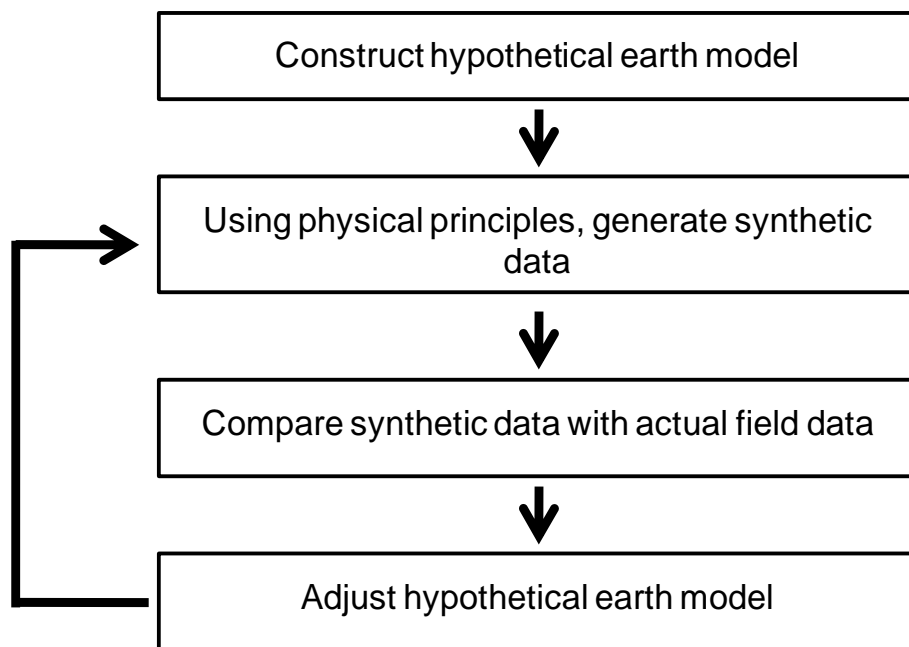 Construct hypothetical earth model
Using physical principles, generate synthetic
data
Compare synthetic data with actual field data
Adjust hypothetical earth model